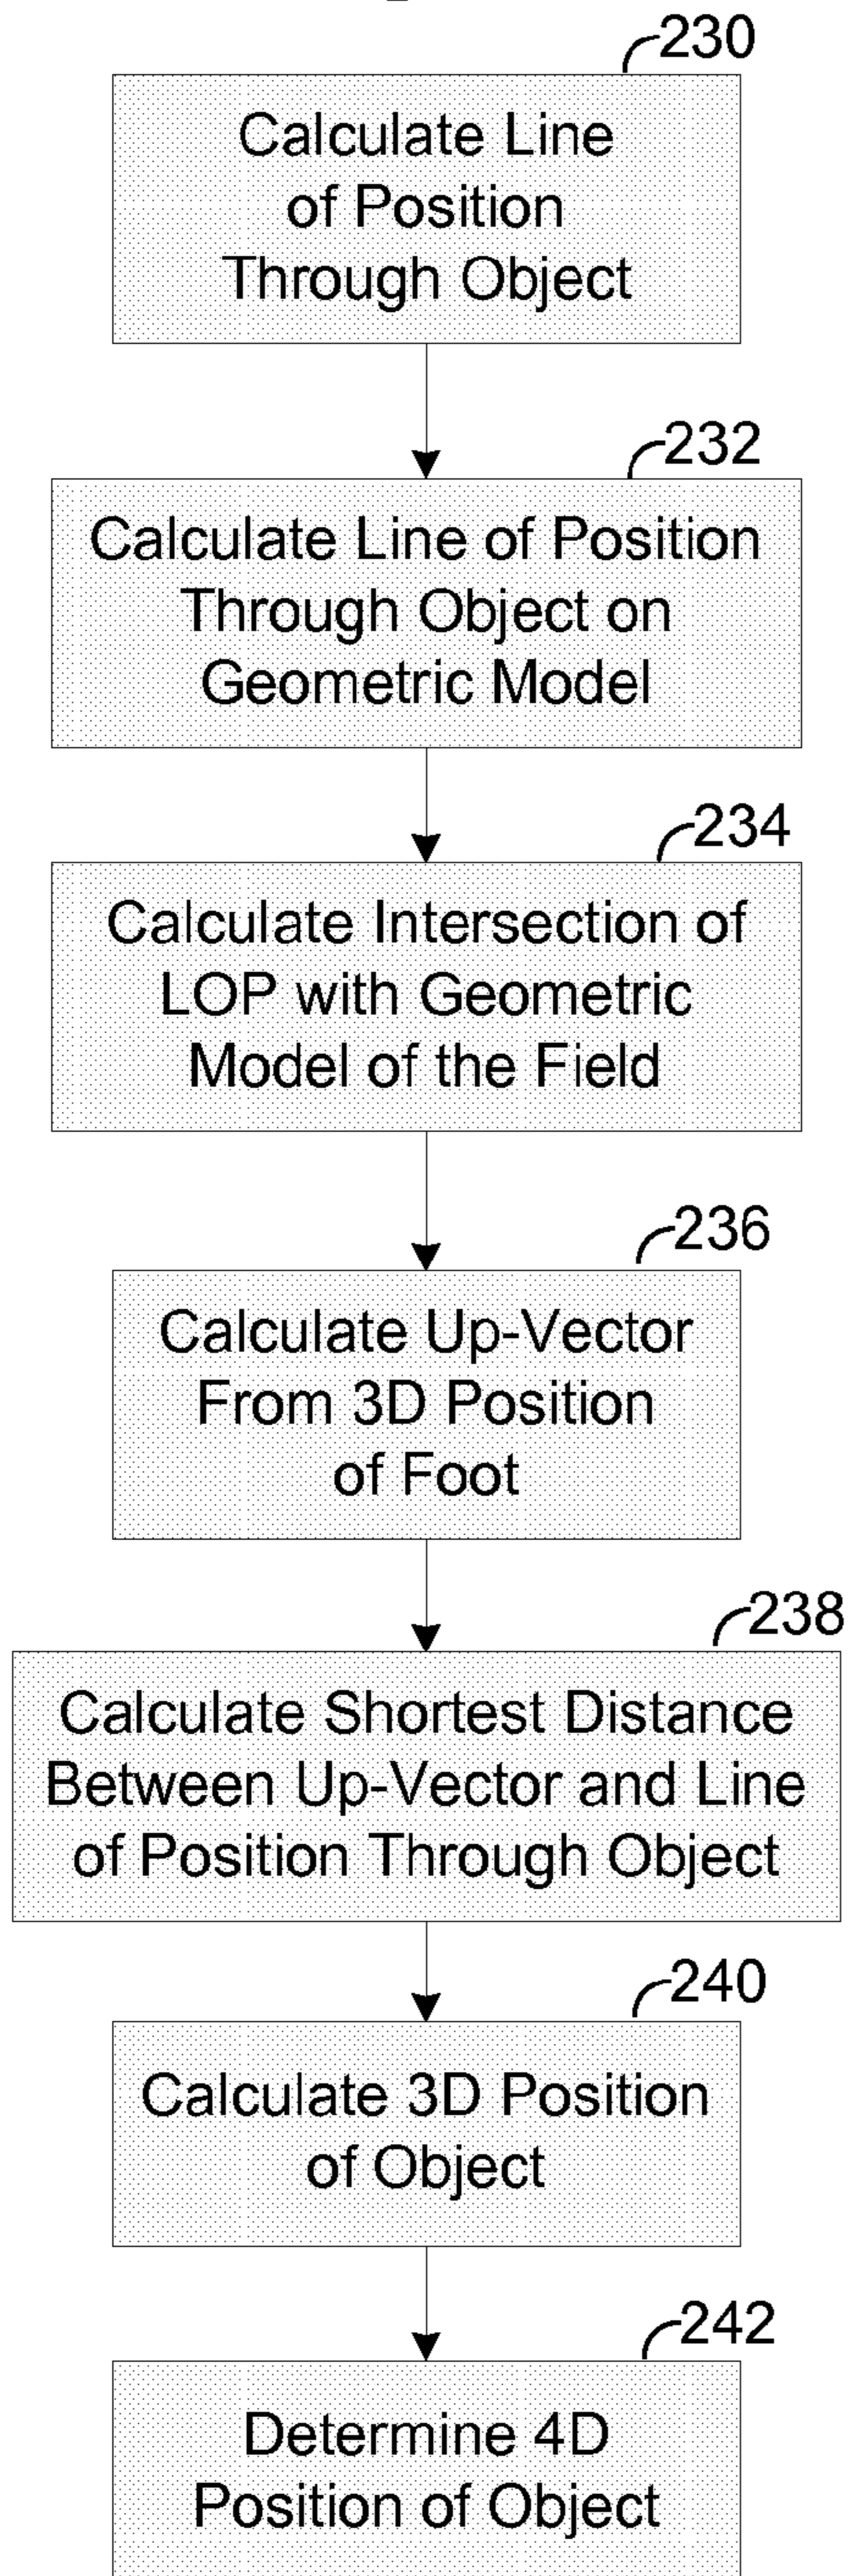 230
Calculate Line
of Position
Through Object
232
Calculate Line of Position
Through Object on
Geometric Model
234
Calculate Intersection of
LOP with Geometric
Model of the Field
236
Calculate Up-Vector
From 3D Position
of Foot
238
Calculate Shortest Distance
Between Up-Vector and Line
of Position Through Object
240
Calculate 3D Position
of Object
242
Determine 4D
Position of Object